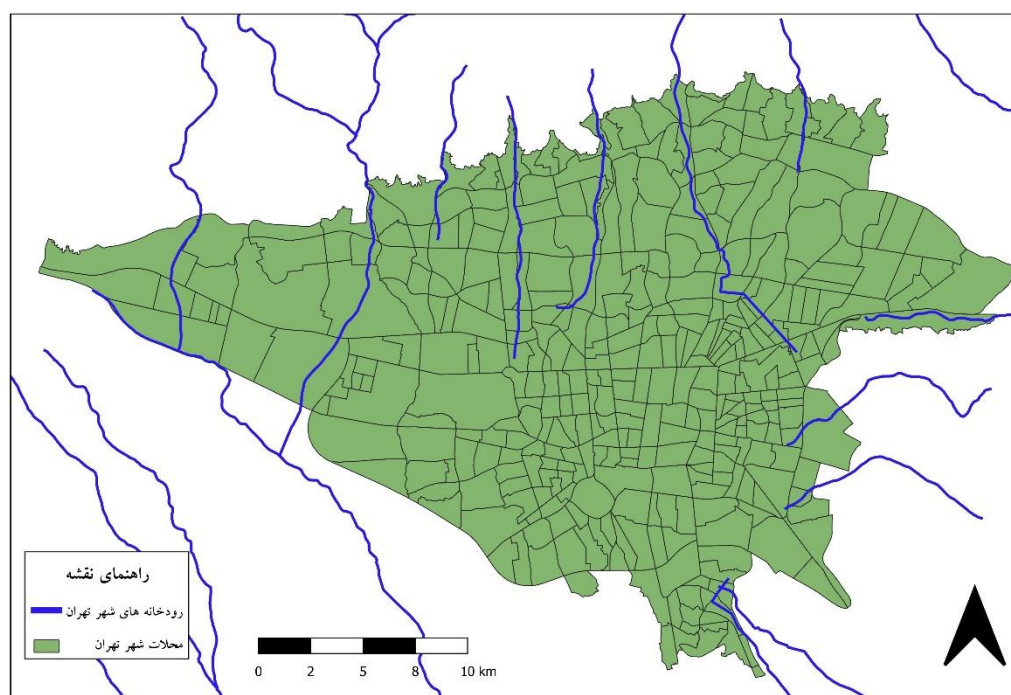 راهنمای نقشه
رودخانه های شهر تهران
محلات شهر تهران
0 2 5 8 10 km